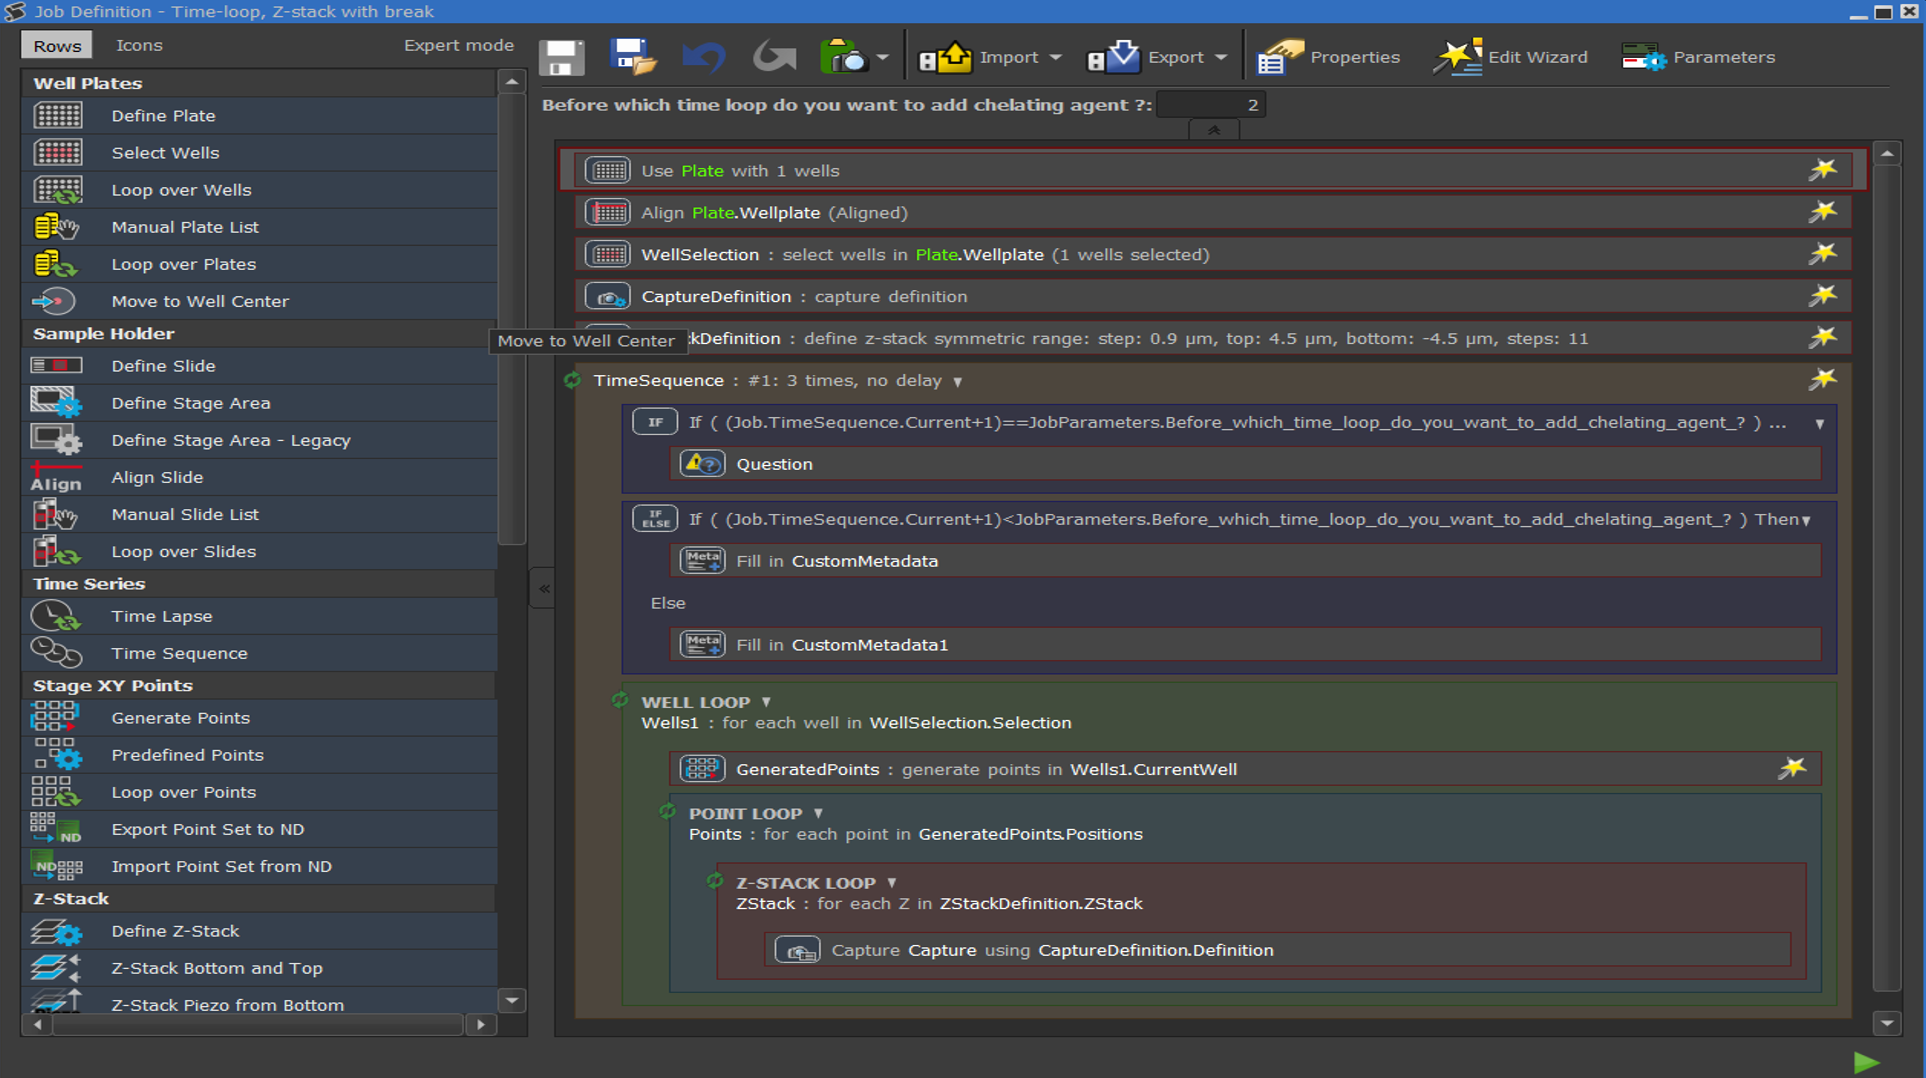 Job Definition - Time-loop, Z-stack with break
Rows
Icons
Expert mode
Import
Export
Properties
Edit Wizard
Parameters
Before which time loop do you want to add chelating agent ?: 2
Well Plates
Define Plate
Select Wells
Loop over Wells
Manual Plate List
Loop over Plates
Move to Well Center
Sample Holder
Define Slide
Define Stage Area
Define Stage Area - Legacy
Align
Align Slide
Manual Slide List
Loop over Slides
Time Series
Time Lapse
Time Sequence
Stage XY Points
Generate Points
Predefined Points
Loop over Points
ND
Export Point Set to ND
ND
Import Point Set from ND
Z-Stack
Define Z-Stack
Z-Stack Bottom and Top
Z-Stack Piezo from Bottom
Move to Well Center
Use Plate with 1 wells
Align Plate.Wellplate (Aligned)
WellSelection : select wells in Plate.Wellplate (1 wells selected)
CaptureDefinition : capture definition
kDefinition : define z-stack symmetric range: step: 0.9 µm, top: 4.5 µm, bottom: -4.5 µm, steps: 11
TimeSequence : #1: 3 times, no delay
IF If ( (Job.TimeSequence.Current+1)==JobParameters.Before_which_time_loop_do_you_want_to_add_chelating_agent_? ) ...
Question
IF ELSE If ( (Job.TimeSequence.Current+1)<JobParameters.Before_which_time_loop_do_you_want_to_add_chelating_agent_? ) Then
Meta Fill in CustomMetadata
Else
Meta Fill in CustomMetadata1
WELL LOOP
Wells1 : for each well in WellSelection.Selection
GeneratedPoints : generate points in Wells1.CurrentWell
POINT LOOP
Points : for each point in GeneratedPoints.Positions
Z-STACK LOOP
ZStack : for each Z in ZStackDefinition.ZStack
Capture Capture using CaptureDefinition.Definition